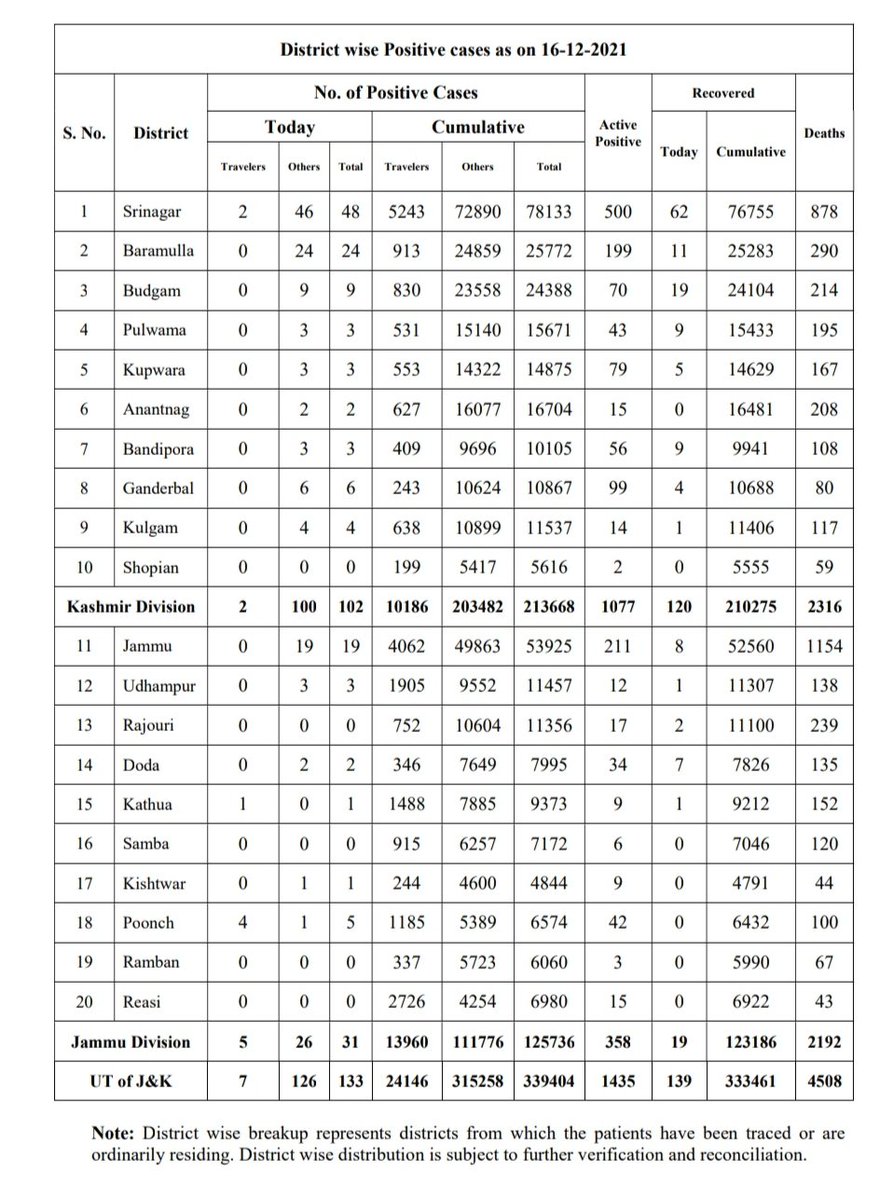 District wise Positive cases as on 16-12-2021
S. No. District No. of Positive Cases Active Positive Recovered Deaths
Today Cumulative Today Cumulative
Travelers Others Total Travelers Others Total
1 Srinagar 2 46 48 5243 72890 78133 500 62 76755 878
2 Baramulla 0 24 24 913 24859 25772 199 11 25283 290
3 Budgam 0 9 9 830 23558 24388 70 19 24104 214
4 Pulwama 0 3 3 531 15140 15671 43 9 15433 195
5 Kupwara 0 3 3 553 14322 14875 79 5 14629 167
6 Anantnag 0 2 2 627 16077 16704 15 0 16481 208
7 Bandipora 0 3 3 409 9696 10105 56 9 9941 108
8 Ganderbal 0 6 6 243 10624 10867 99 4 10688 80
9 Kulgam 0 4 4 638 10899 11537 14 1 11406 117
10 Shopian 0 0 0 199 5417 5616 2 0 5555 59
Kashmir Division 2 100 102 10186 203482 213668 1077 120 210275 2316
11 Jammu 0 19 19 4062 49863 53925 211 8 52560 1154
12 Udhampur 0 3 3 1905 9552 11457 12 1 11307 138
13 Rajouri 0 0 0 752 10604 11356 17 2 11100 239
14 Doda 0 2 2 346 7649 7995 34 7 7826 135
15 Kathua 1 0 1 1488 7885 9373 9 1 9212 152
16 Samba 0 0 0 915 6257 7172 6 0 7046 120
17 Kishtwar 0 1 1 244 4600 4844 9 0 4791 44
18 Poonch 4 1 5 1185 5389 6574 42 0 6432 100
19 Ramban 0 0 0 337 5723 6060 3 0 5990 67
20 Reasi 0 0 0 2726 4254 6980 15 0 6922 43
Jammu Division 5 26 31 13960 111776 125736 358 19 123186 2192
UT of J&K 7 126 133 24146 315258 339404 1435 139 333461 4508
Note: District wise breakup represents districts from which the patients have been traced or are
ordinarily residing. District wise distribution is subject to further verification and reconciliation.